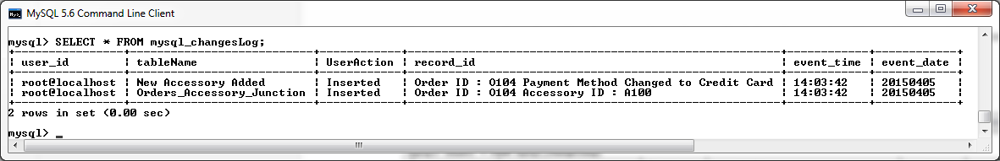 MySQL 5.6 Command Line Client
mysql> SELECT * FROM mysql_changesLog;
| user_id | tableName | UserAction | record_id | event_time | event_date |
| root@localhost | New Accessory Added | Inserted | Order ID : O104 Payment Method Changed to Credit Card | 14:03:42 | 20150405 |
| root@localhost | Orders_Accessory_Junction | Inserted | Order ID : O104 Accessory ID : A100 | 14:03:42 | 20150405 |
2 rows in set (0.00 sec)
mysql> _